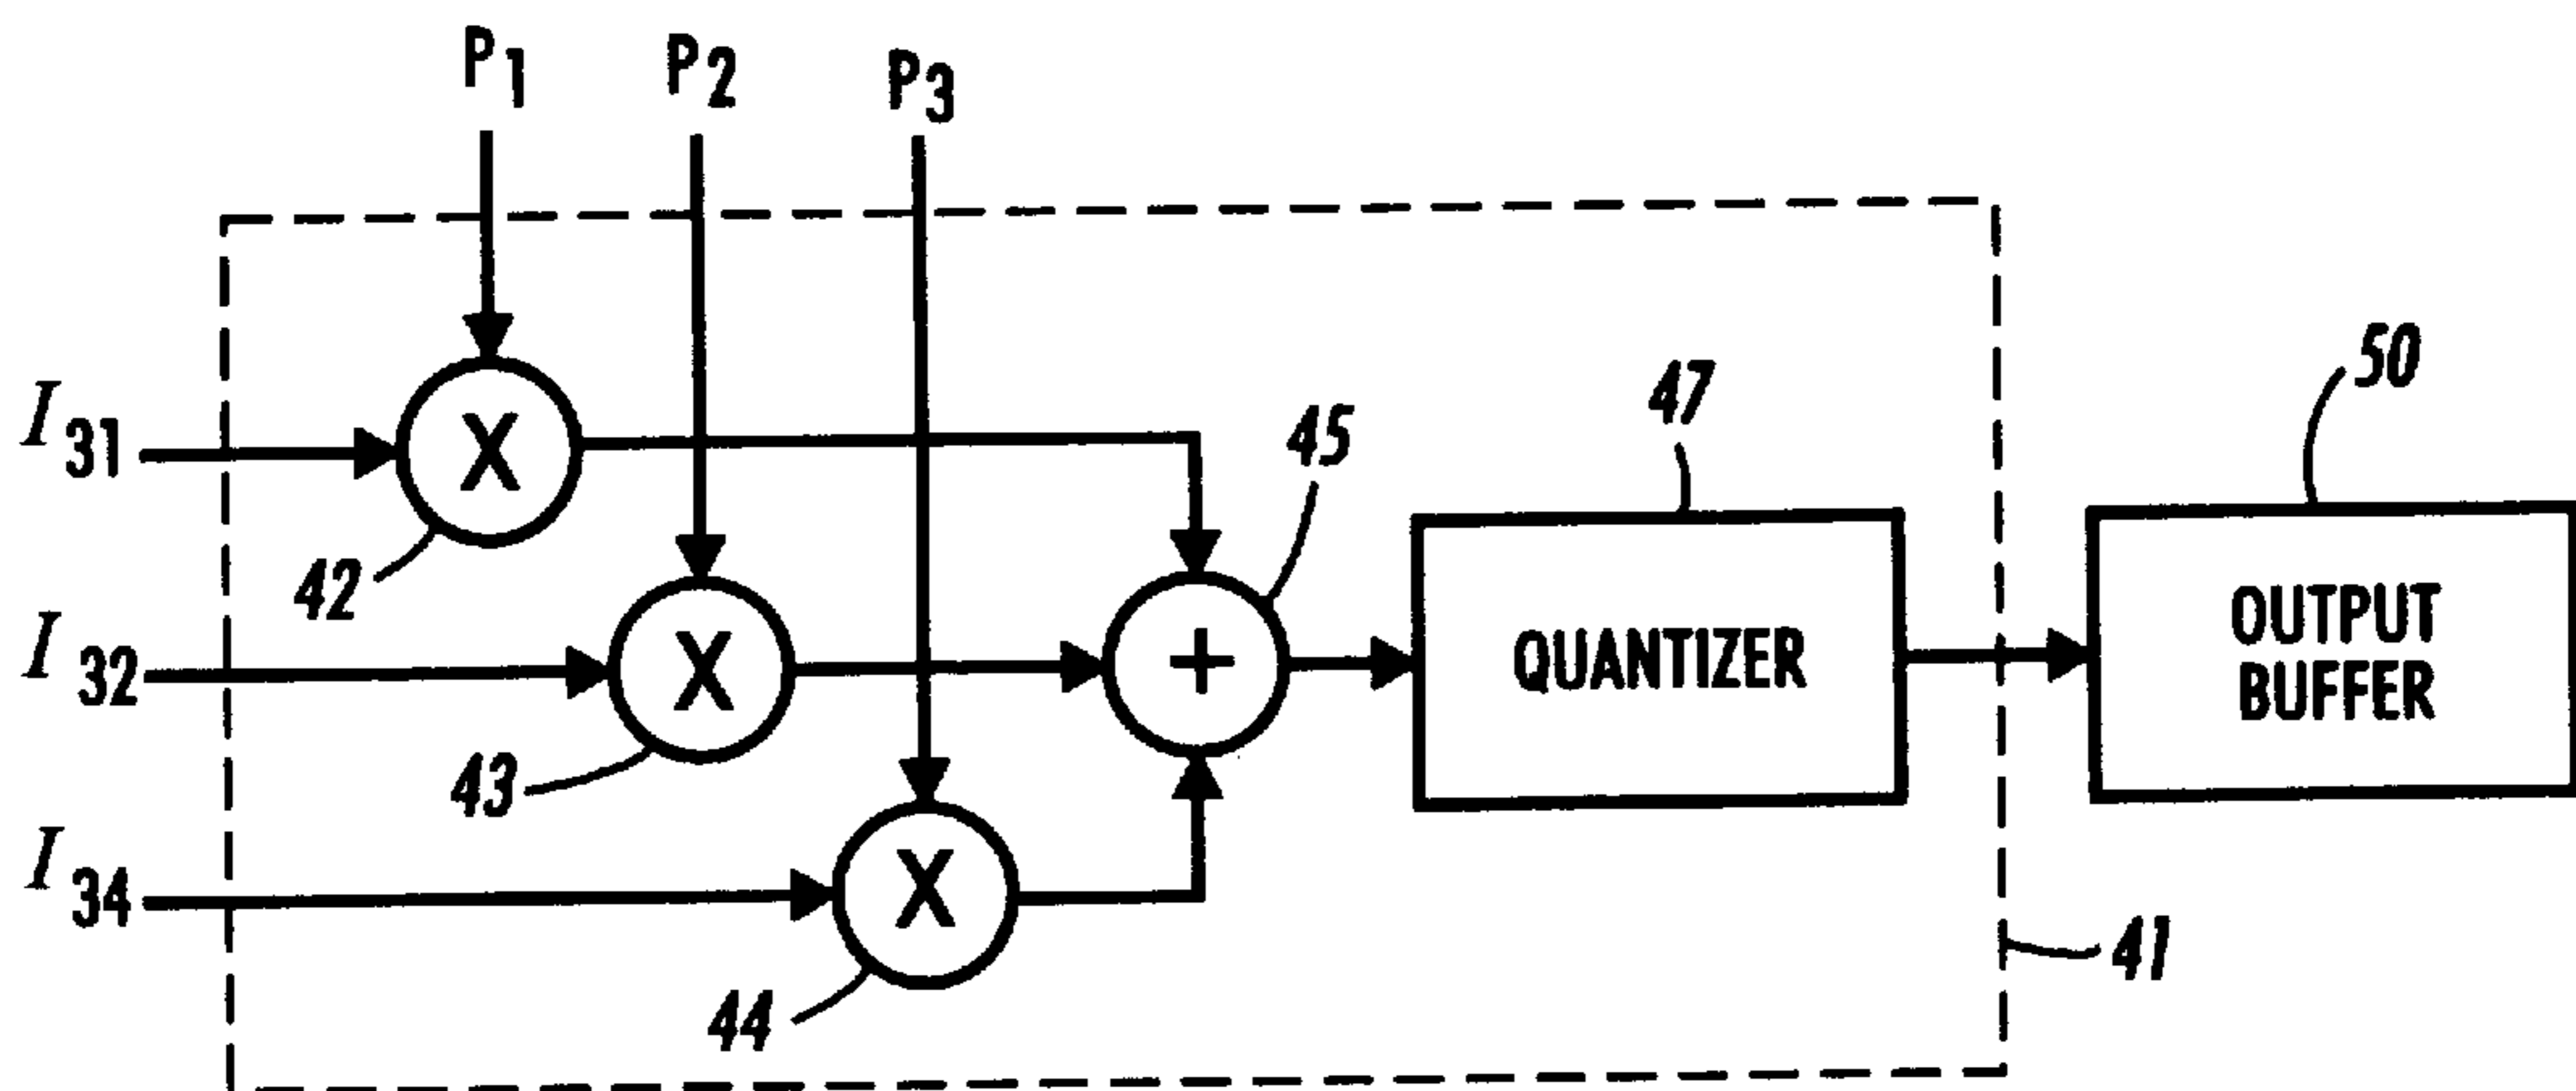 P1 P2 P3
I31
X
42
45
47
50
I32
X
43
+
QUANTIZER
OUTPUT
BUFFER
I34
X
44
41